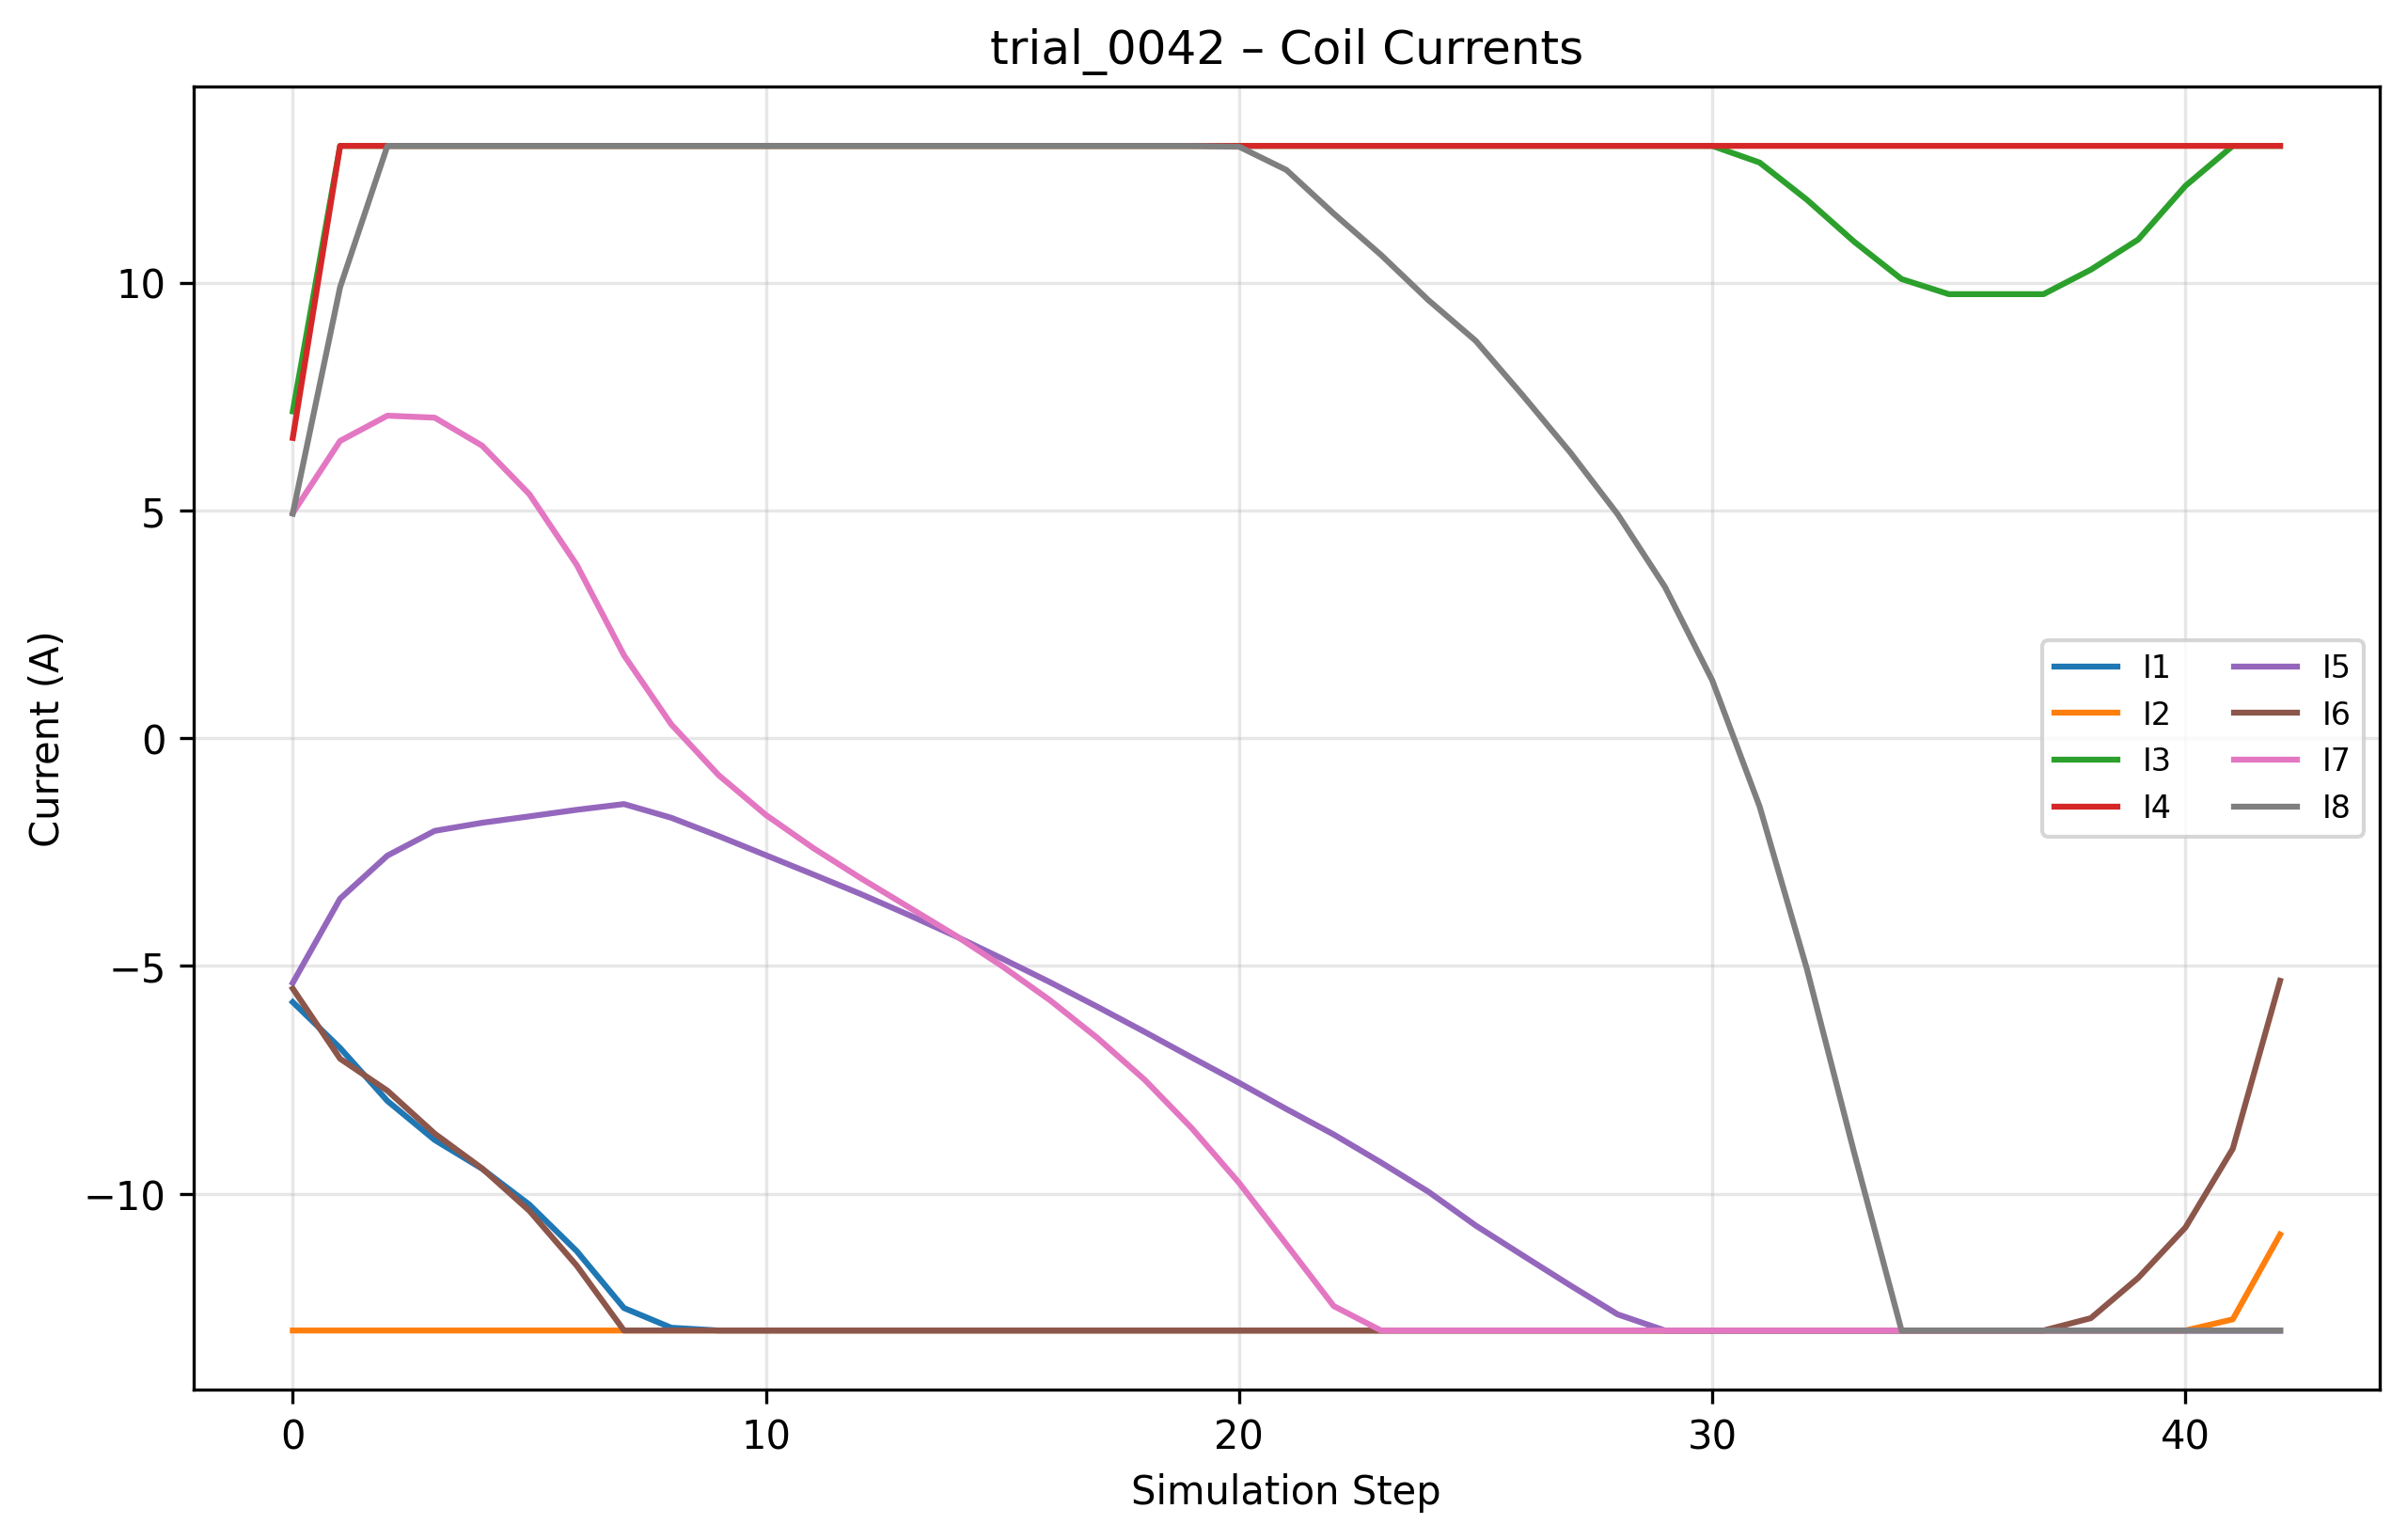 trial_0042 – Coil Currents
Current (A)
10
5
0
−5
−10
I1
I2
I3
I4
I5
I6
I7
I8
0
10
20
30
40
Simulation Step